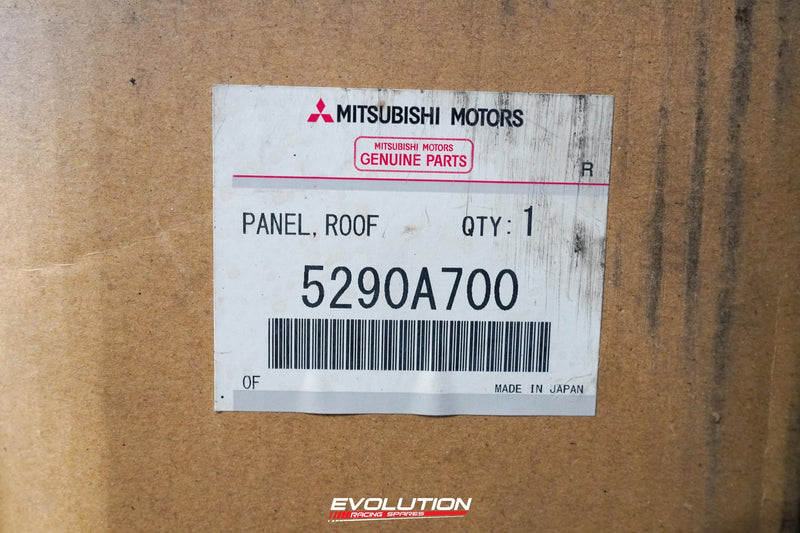 MITSUBISHI MOTORS
MITSUBISHI MOTORS
GENUINE PARTS
R
PANEL, ROOF QTY: 1
5290A700
OF MADE IN JAPAN
EVOLUTION
RACING SPARES